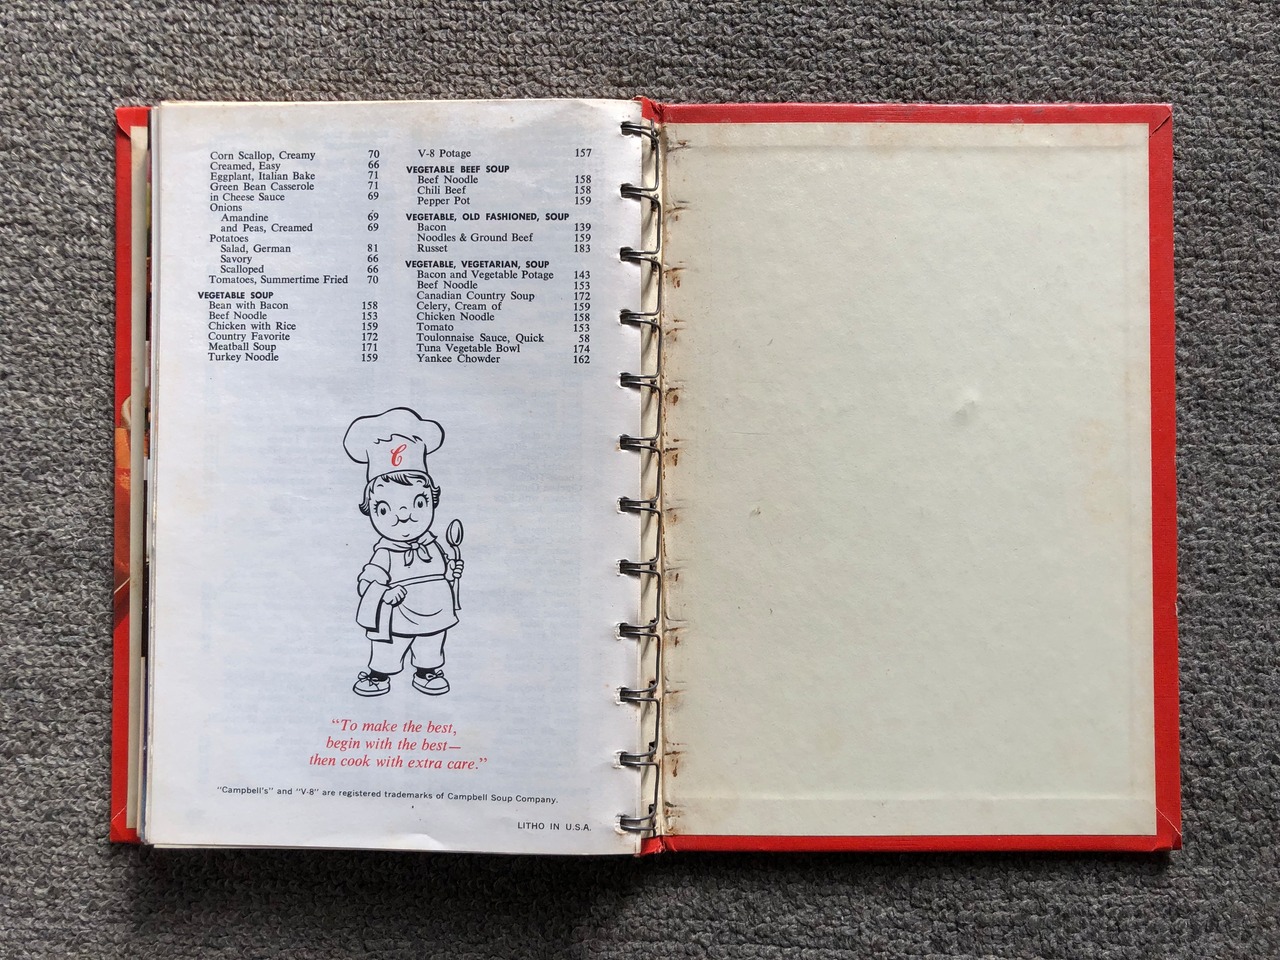 Corn Scallop, Creamy 70
Creamed, Easy 66
Eggplant, Italian Bake 71
Green Bean Casserole 71
in Cheese Sauce 69
Onions
Amandine 69
and Peas, Creamed 69
Potatoes
Salad, German 81
Savory 66
Scalloped 66
Tomatoes, Summertime Fried 70
VEGETABLE SOUP
Bean with Bacon 158
Beef Noodle 153
Chicken with Rice 159
Country Favorite 172
Meatball Soup 171
Turkey Noodle 159
V-8 Potage 157
VEGETABLE BEEF SOUP
Beef Noodle 158
Chili Beef 158
Pepper Pot 159
VEGETABLE, OLD FASHIONED, SOUP
Bacon 139
Noodles & Ground Beef 159
Russet 183
VEGETABLE, VEGETARIAN, SOUP
Bacon and Vegetable Potage 143
Beef Noodle 153
Canadian Country Soup 172
Celery, Cream of 159
Chicken Noodle 158
Tomato 153
Toulonnaise Sauce, Quick 58
Tuna Vegetable Bowl 174
Yankee Chowder 162
C
"To make the best,
begin with the best—
then cook with extra care."
"Campbell's" and "V-8" are registered trademarks of Campbell Soup Company.
LITHO IN U.S.A.